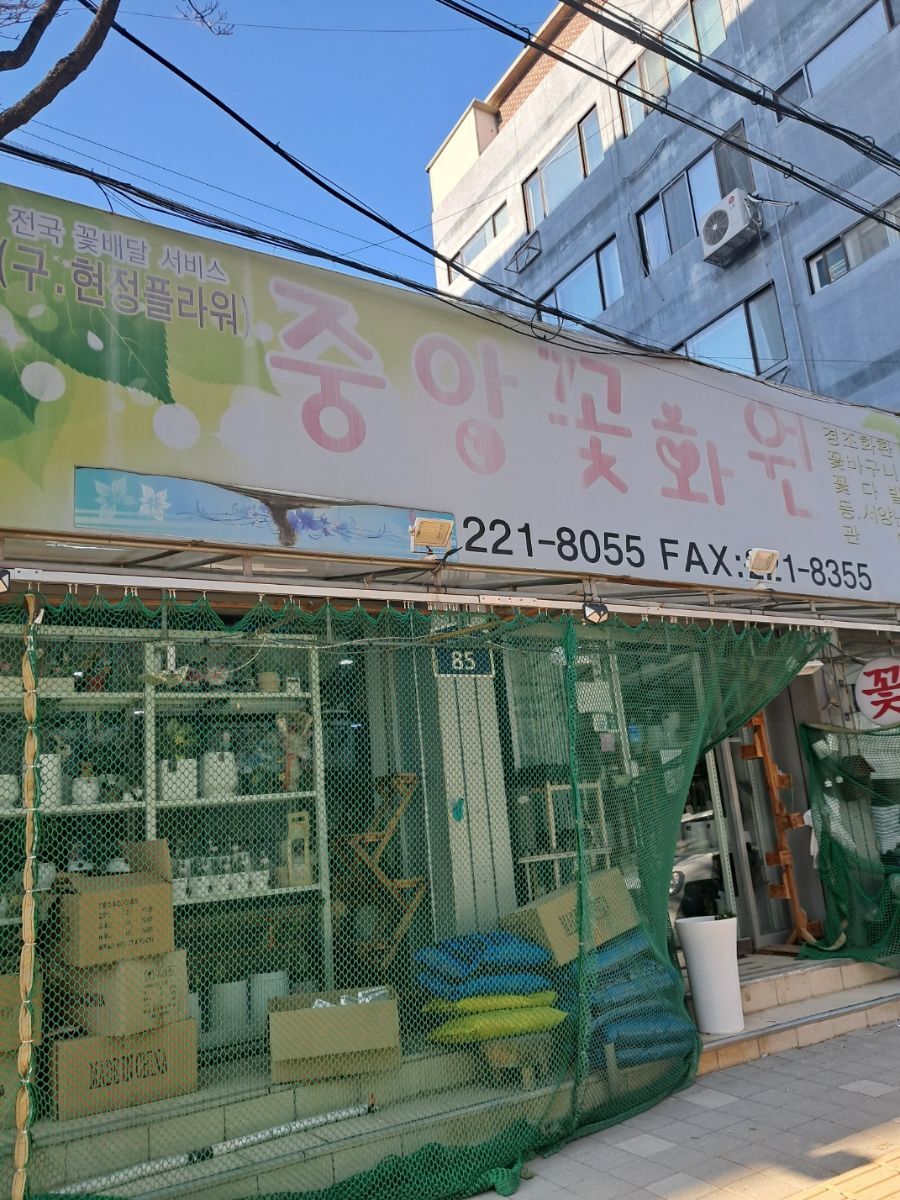 전국 꽃배달 서비스
(구.현정플라워)
중앙꽃화원
경조화환
꽃바구니
꽃다발
동.서양
관
221-8055 FAX:221-8355
85
꽃
MADE IN CHINA